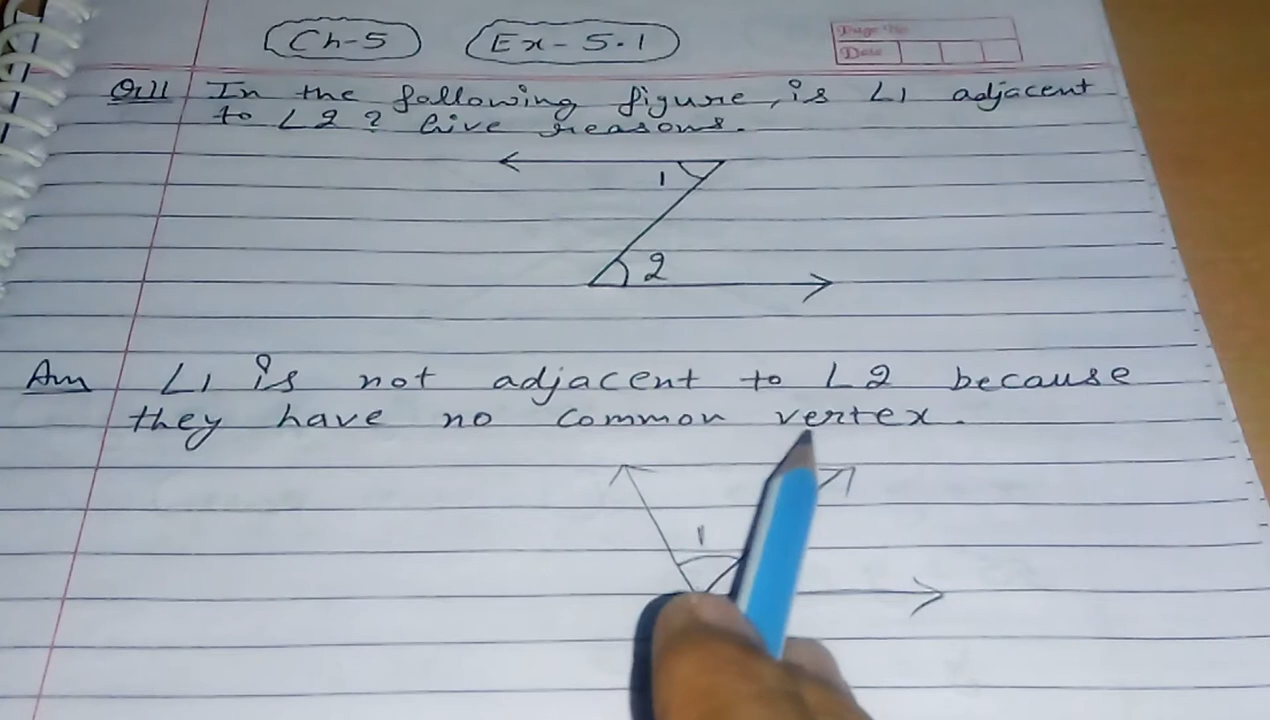 Ch-5 Ex-5.1
Page No
Date
Q.11 In the following figure, is ∠1 adjacent
to ∠2? Give reasons.
1
2
Ans ∠1 is not adjacent to ∠2 because
they have no common vertex.
1